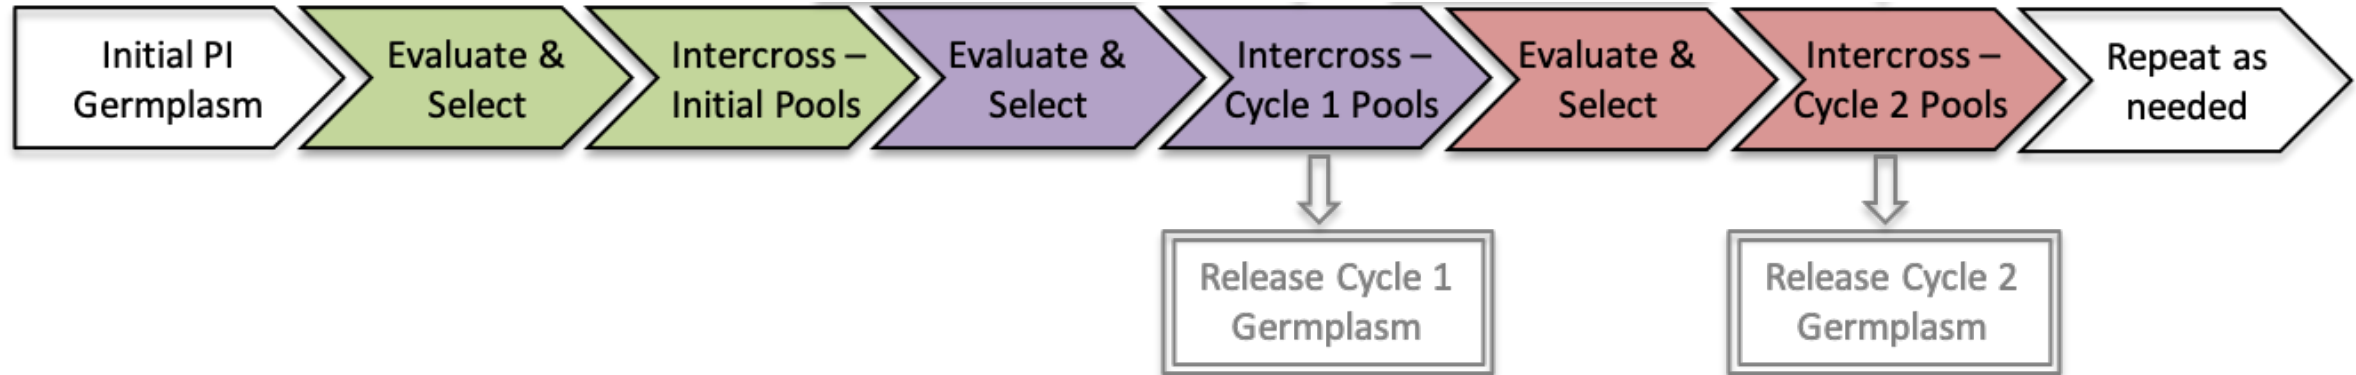 Initial PI
Germplasm
Evaluate &
Select
Intercross –
Initial Pools
Evaluate &
Select
Intercross –
Cycle 1 Pools
Evaluate &
Select
Intercross –
Cycle 2 Pools
Repeat as
needed
Release Cycle 1
Germplasm
Release Cycle 2
Germplasm